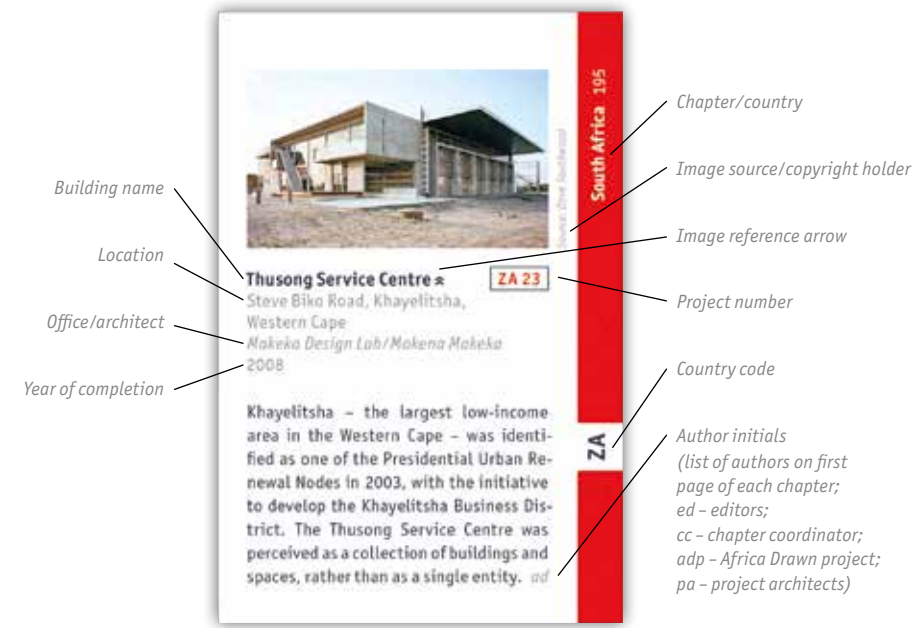 South Africa 195
Chapter/country
Image source/copyright holder
Building name
Image reference arrow
Location
Thusong Service Centre
ZA 23
Project number
Steve Biko Road, Khayelitsha,
Western Cape
Office/architect
Makeka Design Lab/Mokena Makeka
Year of completion
2008
Country code
ZA
Khayelitsha – the largest low-income
area in the Western Cape – was identi-
fied as one of the Presidential Urban Re-
newal Nodes in 2003, with the initiative
to develop the Khayelitsha Business Dis-
trict. The Thusong Service Centre was
perceived as a collection of buildings and
spaces, rather than as a single entity. ad
Author initials
(list of authors on first
page of each chapter;
ed – editors;
cc – chapter coordinator;
adp – Africa Drawn project;
pa – project architects)
Source: Dave Southwood